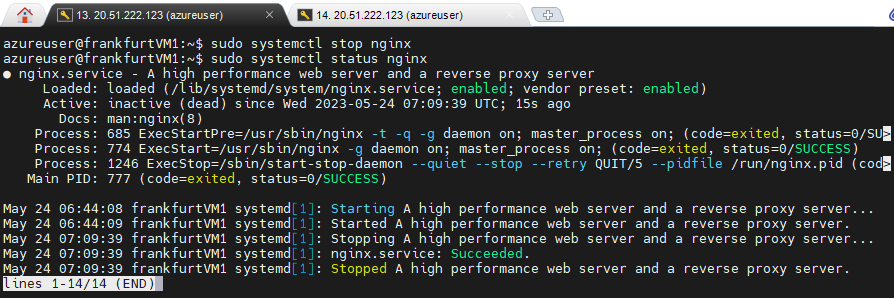 13. 20.51.222.123 (azureuser)
14. 20.51.222.123 (azureuser)
azureuser@frankfurtVM1:~$ sudo systemctl stop nginx
azureuser@frankfurtVM1:~$ sudo systemctl status nginx
● nginx.service - A high performance web server and a reverse proxy server
     Loaded: loaded (/lib/systemd/system/nginx.service; enabled; vendor preset: enabled)
     Active: inactive (dead) since Wed 2023-05-24 07:09:39 UTC; 15s ago
       Docs: man:nginx(8)
    Process: 685 ExecStartPre=/usr/sbin/nginx -t -q -g daemon on; master_process on; (code=exited, status=0/SU>
    Process: 774 ExecStart=/usr/sbin/nginx -g daemon on; master_process on; (code=exited, status=0/SUCCESS)
    Process: 1246 ExecStop=/sbin/start-stop-daemon --quiet --stop --retry QUIT/5 --pidfile /run/nginx.pid (cod>
   Main PID: 777 (code=exited, status=0/SUCCESS)
May 24 06:44:08 frankfurtVM1 systemd[1]: Starting A high performance web server and a reverse proxy server...
May 24 06:44:09 frankfurtVM1 systemd[1]: Started A high performance web server and a reverse proxy server.
May 24 07:09:39 frankfurtVM1 systemd[1]: Stopping A high performance web server and a reverse proxy server...
May 24 07:09:39 frankfurtVM1 systemd[1]: nginx.service: Succeeded.
May 24 07:09:39 frankfurtVM1 systemd[1]: Stopped A high performance web server and a reverse proxy server.
lines 1-14/14 (END)